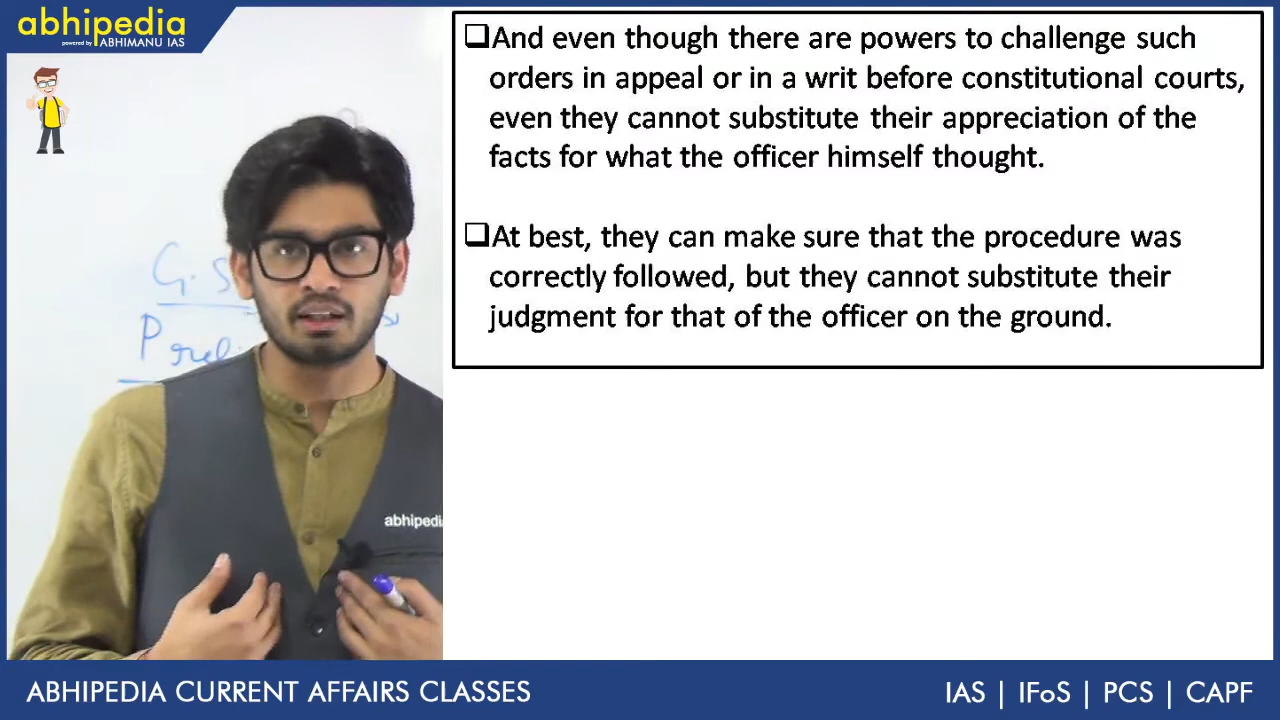 abhipedia
powered by ABHIMANU IAS
❑And even though there are powers to challenge such
orders in appeal or in a writ before constitutional courts,
even they cannot substitute their appreciation of the
facts for what the officer himself thought.
❑At best, they can make sure that the procedure was
correctly followed, but they cannot substitute their
judgment for that of the officer on the ground.
G.S
Preli
abhipedia
ABHIPEDIA CURRENT AFFAIRS CLASSES
IAS | IFoS | PCS | CAPF